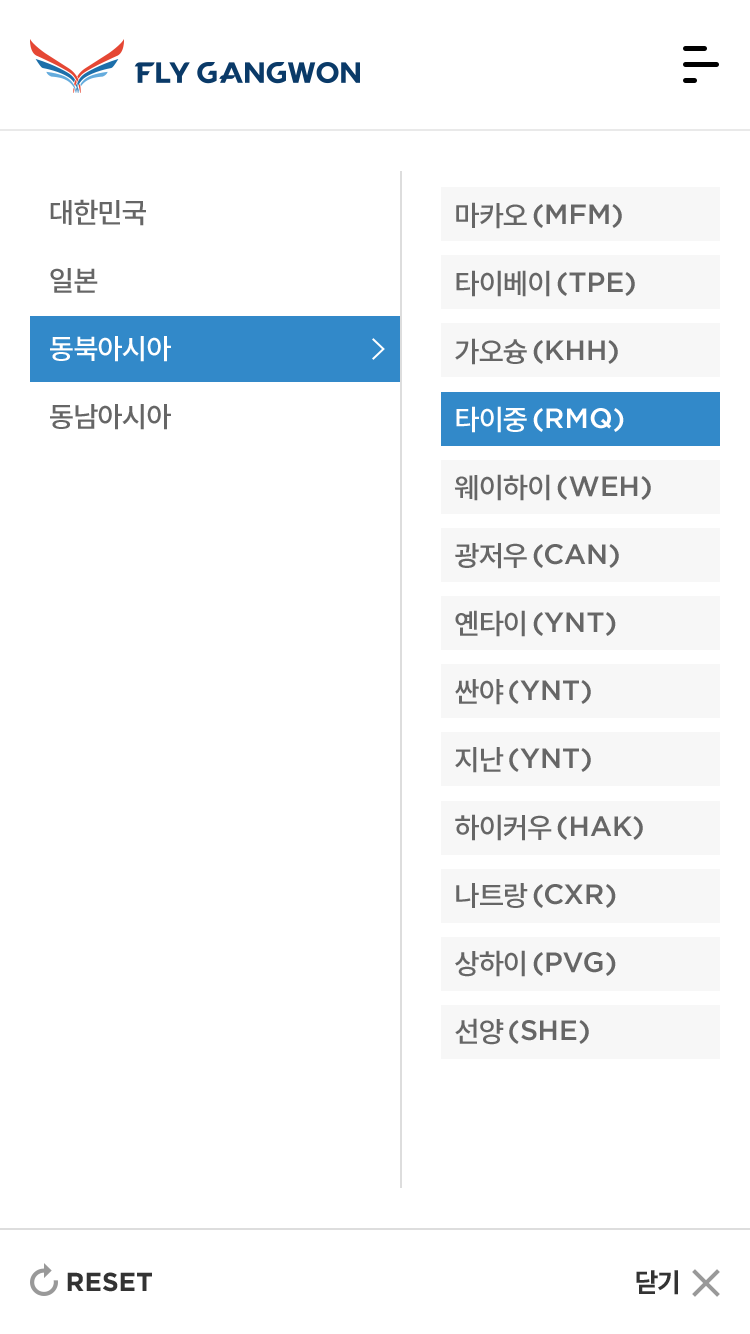 FLY GANGWON
대한민국
일본
동북아시아
동남아시아
마카오 (MFM)
타이베이 (TPE)
가오슝 (KHH)
타이중 (RMQ)
웨이하이 (WEH)
광저우 (CAN)
옌타이 (YNT)
싼야 (YNT)
지난 (YNT)
하이커우 (HAK)
나트랑 (CXR)
상하이 (PVG)
선양 (SHE)
RESET
닫기